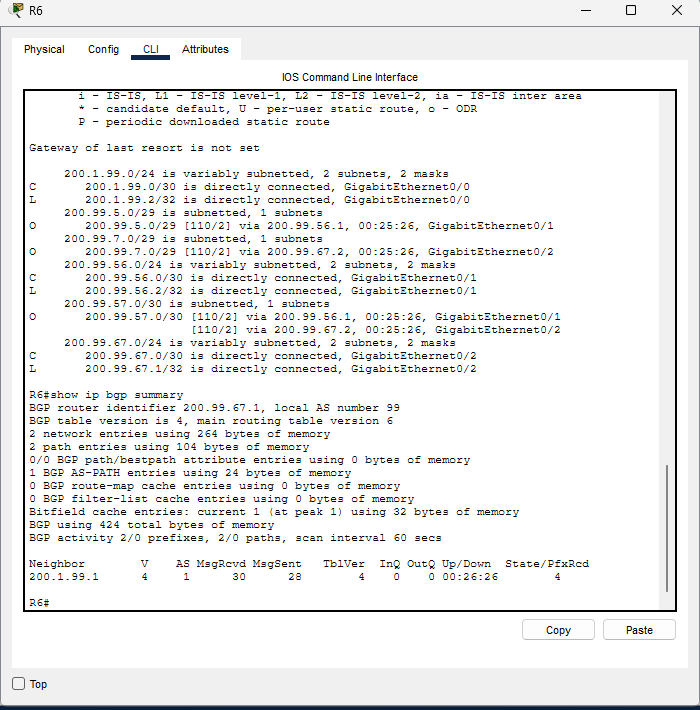 R6
Physical Config CLI Attributes
IOS Command Line Interface
i - IS-IS, L1 - IS-IS level-1, L2 - IS-IS level-2, ia - IS-IS inter area
* - candidate default, U - per-user static route, o - ODR
P - periodic downloaded static route
Gateway of last resort is not set
200.1.99.0/24 is variably subnetted, 2 subnets, 2 masks
C 200.1.99.0/30 is directly connected, GigabitEthernet0/0
L 200.1.99.2/32 is directly connected, GigabitEthernet0/0
200.99.5.0/29 is subnetted, 1 subnets
O 200.99.5.0/29 [110/2] via 200.99.56.1, 00:25:26, GigabitEthernet0/1
200.99.7.0/29 is subnetted, 1 subnets
O 200.99.7.0/29 [110/2] via 200.99.67.2, 00:25:26, GigabitEthernet0/2
200.99.56.0/24 is variably subnetted, 2 subnets, 2 masks
C 200.99.56.0/30 is directly connected, GigabitEthernet0/1
L 200.99.56.2/32 is directly connected, GigabitEthernet0/1
200.99.57.0/30 is subnetted, 1 subnets
O 200.99.57.0/30 [110/2] via 200.99.56.1, 00:25:26, GigabitEthernet0/1
[110/2] via 200.99.67.2, 00:25:26, GigabitEthernet0/2
200.99.67.0/24 is variably subnetted, 2 subnets, 2 masks
C 200.99.67.0/30 is directly connected, GigabitEthernet0/2
L 200.99.67.1/32 is directly connected, GigabitEthernet0/2
R6#show ip bgp summary
BGP router identifier 200.99.67.1, local AS number 99
BGP table version is 4, main routing table version 6
2 network entries using 264 bytes of memory
2 path entries using 104 bytes of memory
0/0 BGP path/bestpath attribute entries using 0 bytes of memory
1 BGP AS-PATH entries using 24 bytes of memory
0 BGP route-map cache entries using 0 bytes of memory
0 BGP filter-list cache entries using 0 bytes of memory
Bitfield cache entries: current 1 (at peak 1) using 32 bytes of memory
BGP using 424 total bytes of memory
BGP activity 2/0 prefixes, 2/0 paths, scan interval 60 secs
Neighbor V AS MsgRcvd MsgSent TblVer InQ OutQ Up/Down State/PfxRcd
200.1.99.1 4 1 30 28 4 0 0 00:26:26 4
R6#
Copy Paste
Top